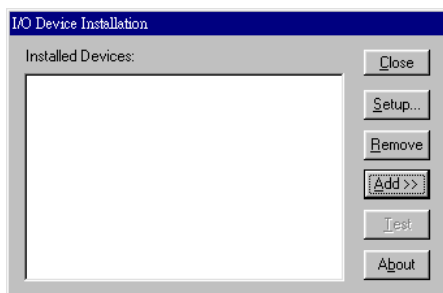 I/O Device Installation
Installed Devices:
Close
Setup...
Remove
Add >>
Test
About